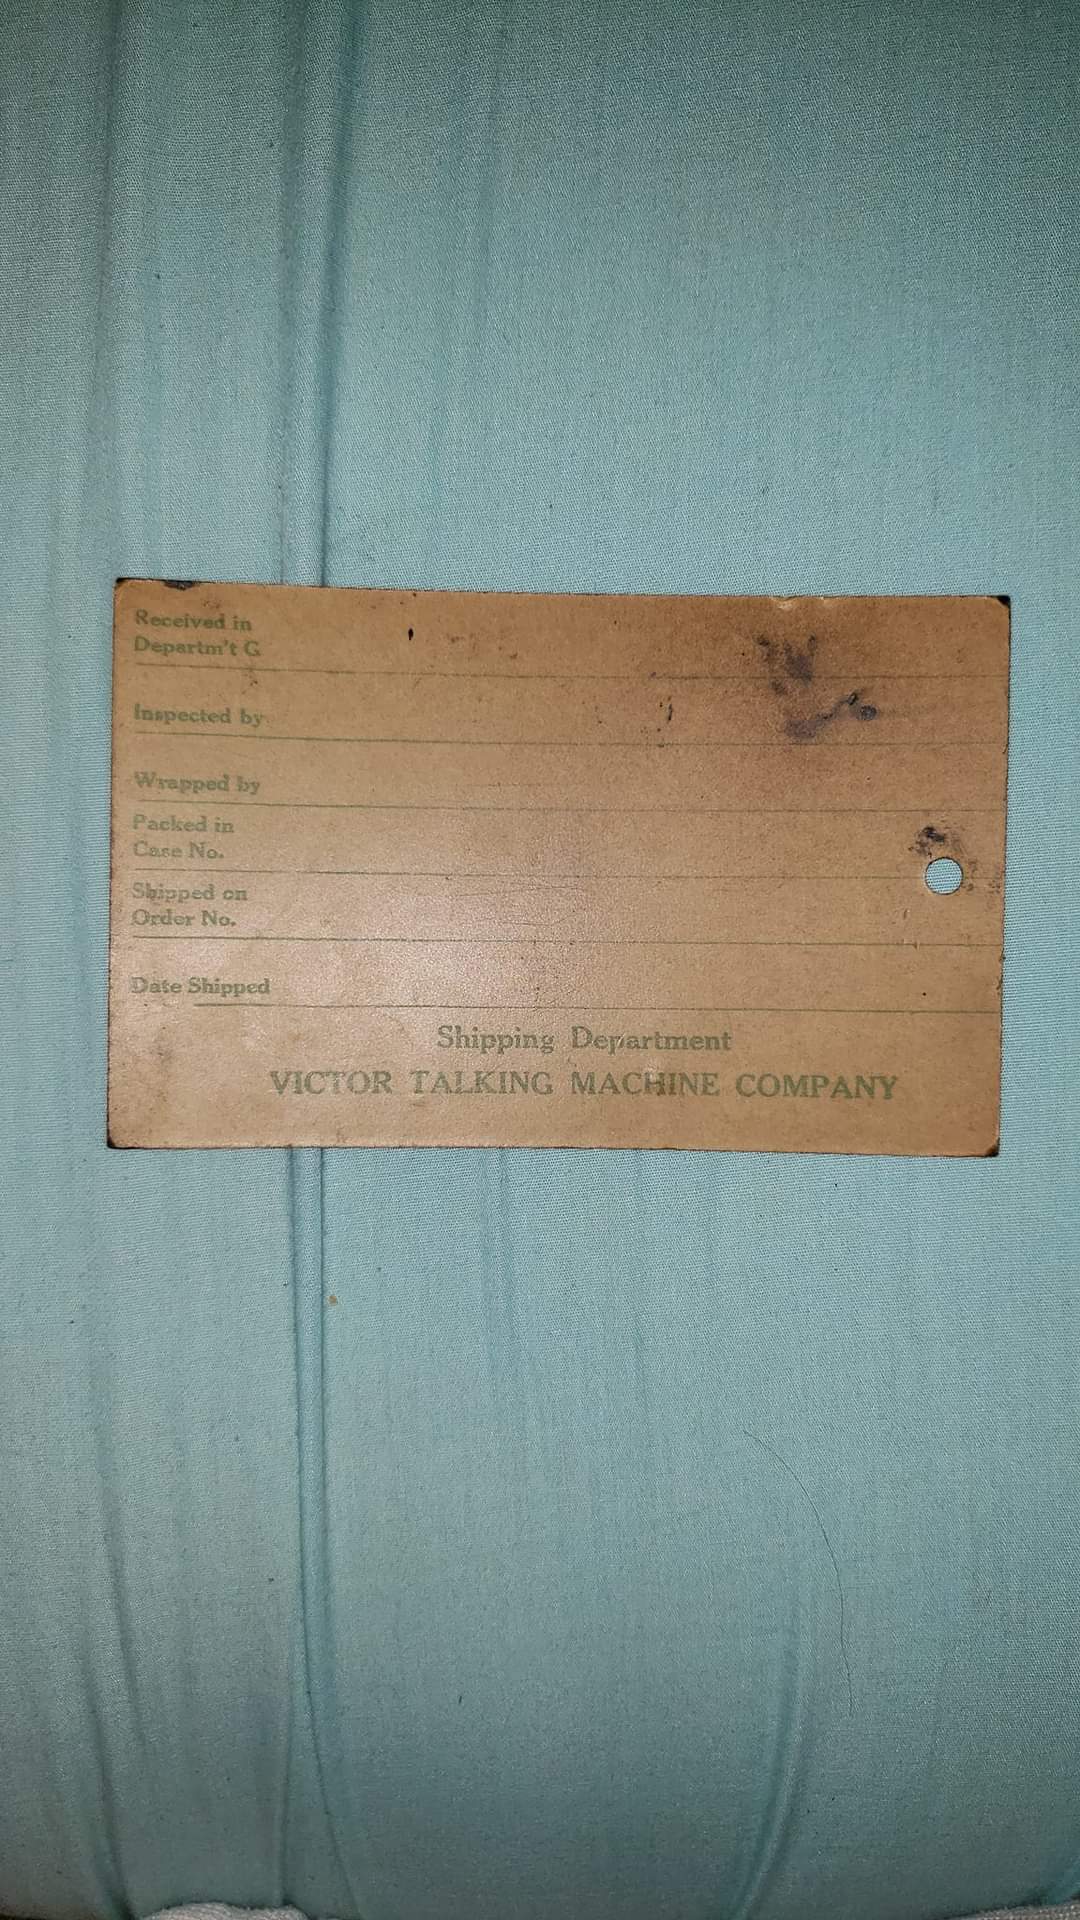 Received in
Departm't G
Inspected by
Wrapped by
Packed in
Case No.
Shipped on
Order No.
Date Shipped
Shipping Department
VICTOR TALKING MACHINE COMPANY